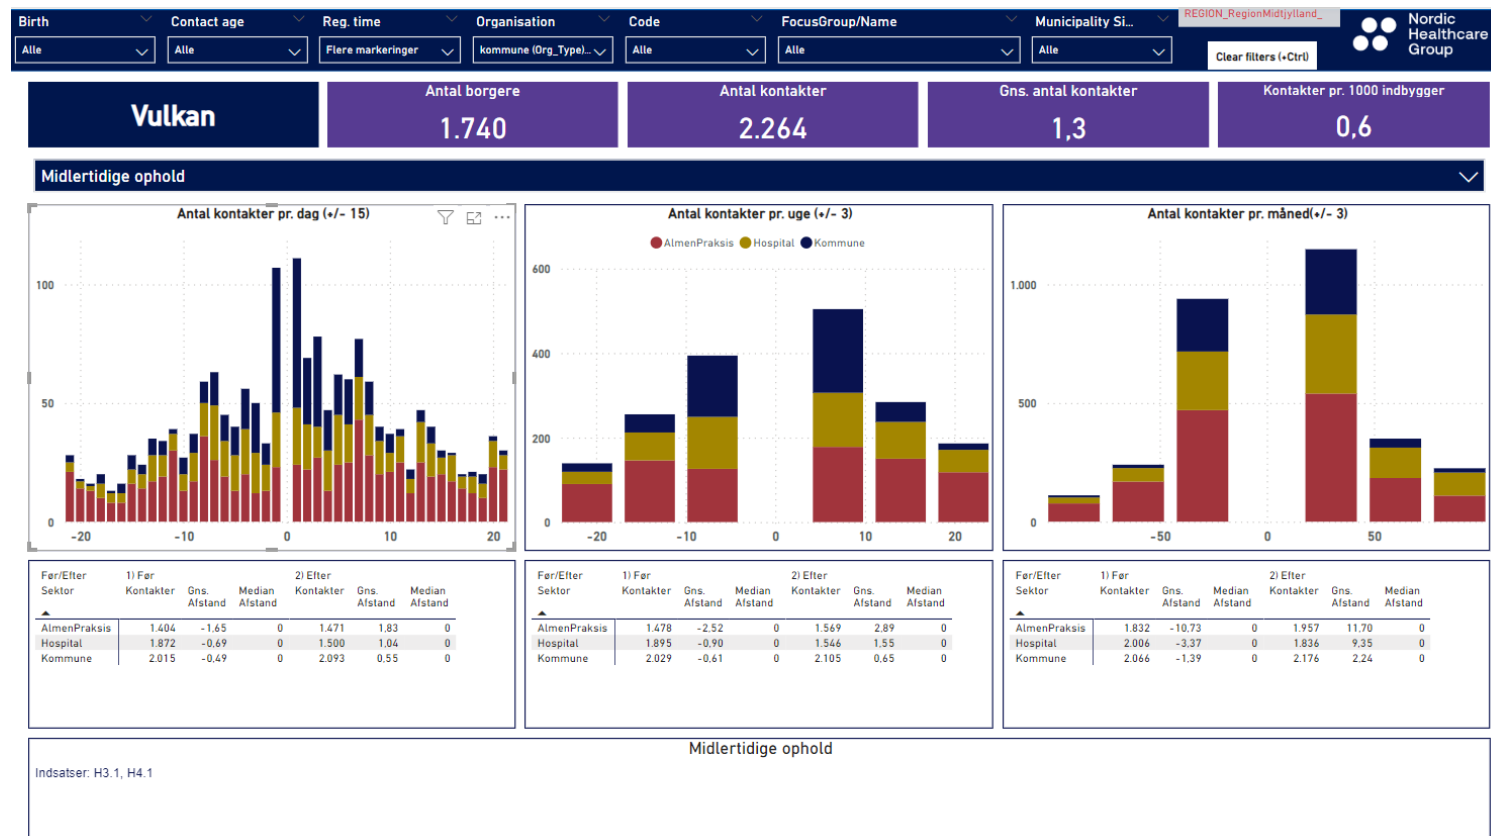 Birth Contact age Reg. time Organisation Code FocusGroup/Name Municipality Si... REGION_RegionMidtjylland_
Alle Alle Flere markeringer kommune (Org_Type)... Alle Alle Alle Clear filters (+Ctrl)
Nordic
Healthcare
Group
Vulkan
Antal borgere
1.740
Antal kontakter
2.264
Gns. antal kontakter
1,3
Kontakter pr. 1000 indbygger
0,6
Midlertidige ophold
Antal kontakter pr. dag (+/- 15)
100
50
0
-20 -10 0 10 20
Antal kontakter pr. uge (+/- 3)
AlmenPraksis Hospital Kommune
600
400
200
0
-20 -10 0 10 20
Antal kontakter pr. måned(+/- 3)
1.000
500
0
-50 0 50
Før/Efter 1) Før 2) Efter
Sektor Kontakter Gns. Afstand Median Afstand Kontakter Gns. Afstand Median Afstand
AlmenPraksis 1.404 -1,65 0 1.471 1,83 0
Hospital 1.872 -0,69 0 1.500 1,04 0
Kommune 2.015 -0,49 0 2.093 0,55 0
Før/Efter 1) Før 2) Efter
Sektor Kontakter Gns. Afstand Median Afstand Kontakter Gns. Afstand Median Afstand
AlmenPraksis 1.478 -2,52 0 1.569 2,89 0
Hospital 1.895 -0,90 0 1.546 1,55 0
Kommune 2.029 -0,61 0 2.105 0,65 0
Før/Efter 1) Før 2) Efter
Sektor Kontakter Gns. Afstand Median Afstand Kontakter Gns. Afstand Median Afstand
AlmenPraksis 1.832 -10,73 0 1.957 11,70 0
Hospital 2.006 -3,37 0 1.836 9,35 0
Kommune 2.066 -1,39 0 2.176 2,24 0
Midlertidige ophold
Indsatser: H3.1, H4.1